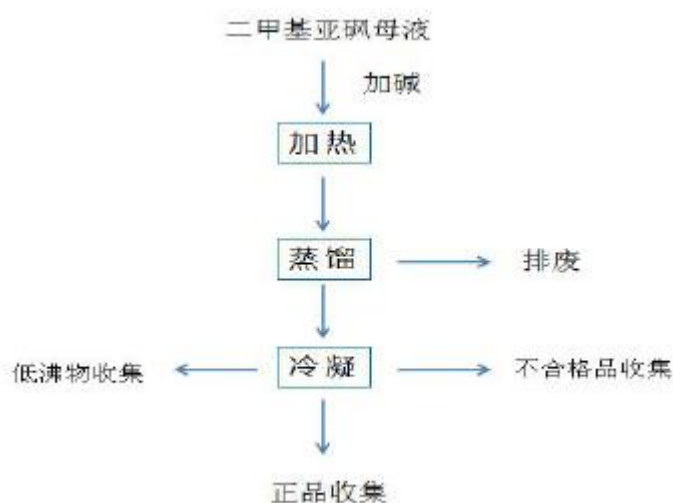 二甲基亚砜母液
加碱
加热
蒸馏
排废
低沸物收集
冷凝
不合格品收集
正品收集